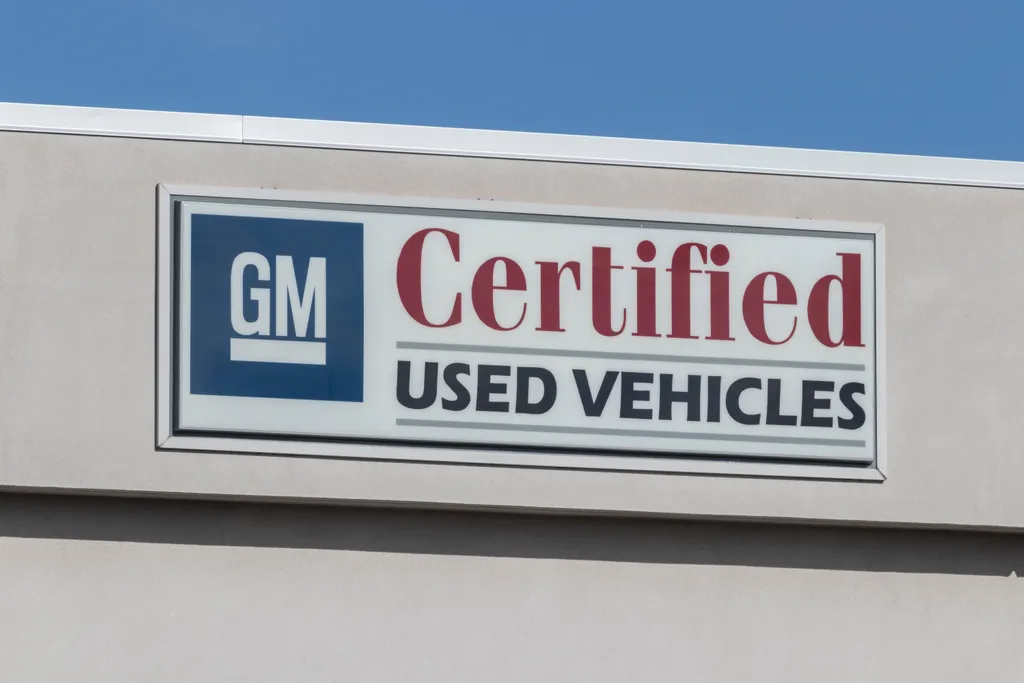 GM
Certified
USED VEHICLES